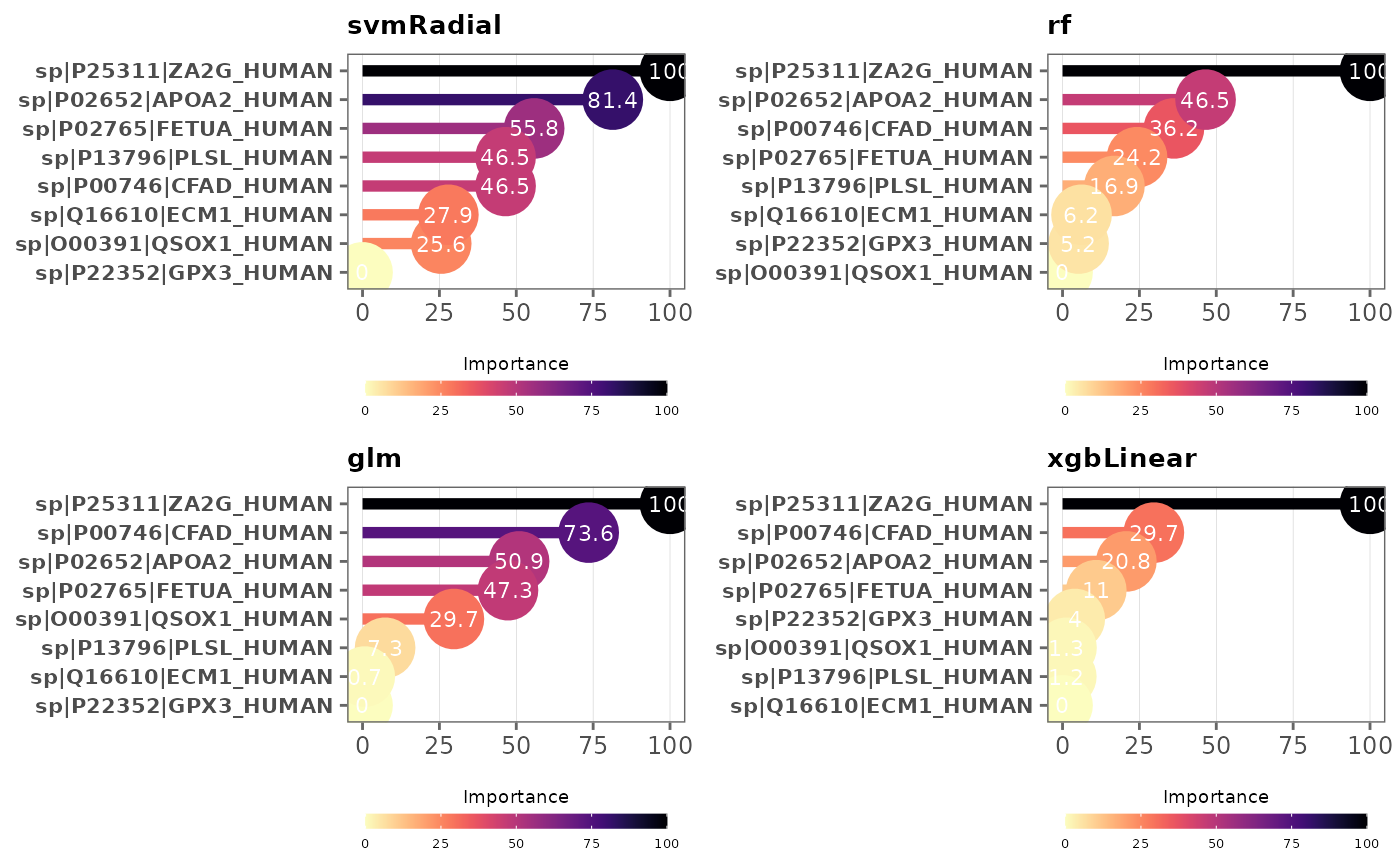 svmRadial
sp|P25311|ZA2G_HUMAN 100
sp|P02652|APOA2_HUMAN 81.4
sp|P02765|FETUA_HUMAN 55.8
sp|P13796|PLSL_HUMAN 46.5
sp|P00746|CFAD_HUMAN 46.5
sp|Q16610|ECM1_HUMAN 27.9
sp|O00391|QSOX1_HUMAN 25.6
sp|P22352|GPX3_HUMAN 0
0 25 50 75 100
Importance
0 25 50 75 100
rf
sp|P25311|ZA2G_HUMAN 100
sp|P02652|APOA2_HUMAN 46.5
sp|P00746|CFAD_HUMAN 36.2
sp|P02765|FETUA_HUMAN 24.2
sp|P13796|PLSL_HUMAN 16.9
sp|Q16610|ECM1_HUMAN 6.2
sp|P22352|GPX3_HUMAN 5.2
sp|O00391|QSOX1_HUMAN 0
0 25 50 75 100
Importance
0 25 50 75 100
glm
sp|P25311|ZA2G_HUMAN 100
sp|P00746|CFAD_HUMAN 73.6
sp|P02652|APOA2_HUMAN 50.9
sp|P02765|FETUA_HUMAN 47.3
sp|O00391|QSOX1_HUMAN 29.7
sp|P13796|PLSL_HUMAN 7.3
sp|Q16610|ECM1_HUMAN 0.7
sp|P22352|GPX3_HUMAN 0
0 25 50 75 100
Importance
0 25 50 75 100
xgbLinear
sp|P25311|ZA2G_HUMAN 100
sp|P00746|CFAD_HUMAN 29.7
sp|P02652|APOA2_HUMAN 20.8
sp|P02765|FETUA_HUMAN 11
sp|P22352|GPX3_HUMAN 4
sp|O00391|QSOX1_HUMAN 1.3
sp|P13796|PLSL_HUMAN 1.2
sp|Q16610|ECM1_HUMAN 0
0 25 50 75 100
Importance
0 25 50 75 100